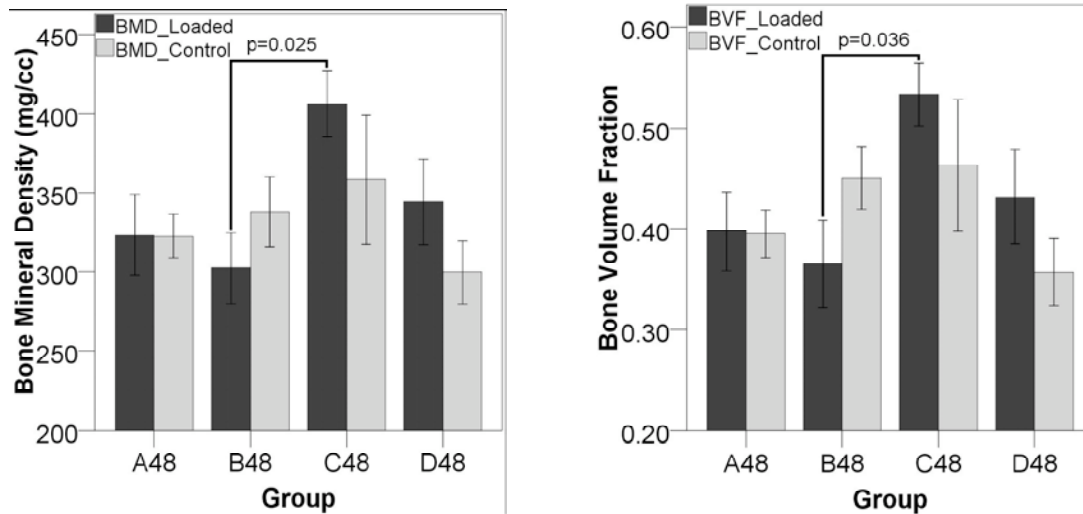 BMD_Loaded
BMD_Control
p=0.025
Bone Mineral Density (mg/cc)
450
400
350
300
250
200
A48 B48 C48 D48
Group
BVF_Loaded
BVF_Control
p=0.036
Bone Volume Fraction
0.60
0.50
0.40
0.30
0.20
A48 B48 C48 D48
Group